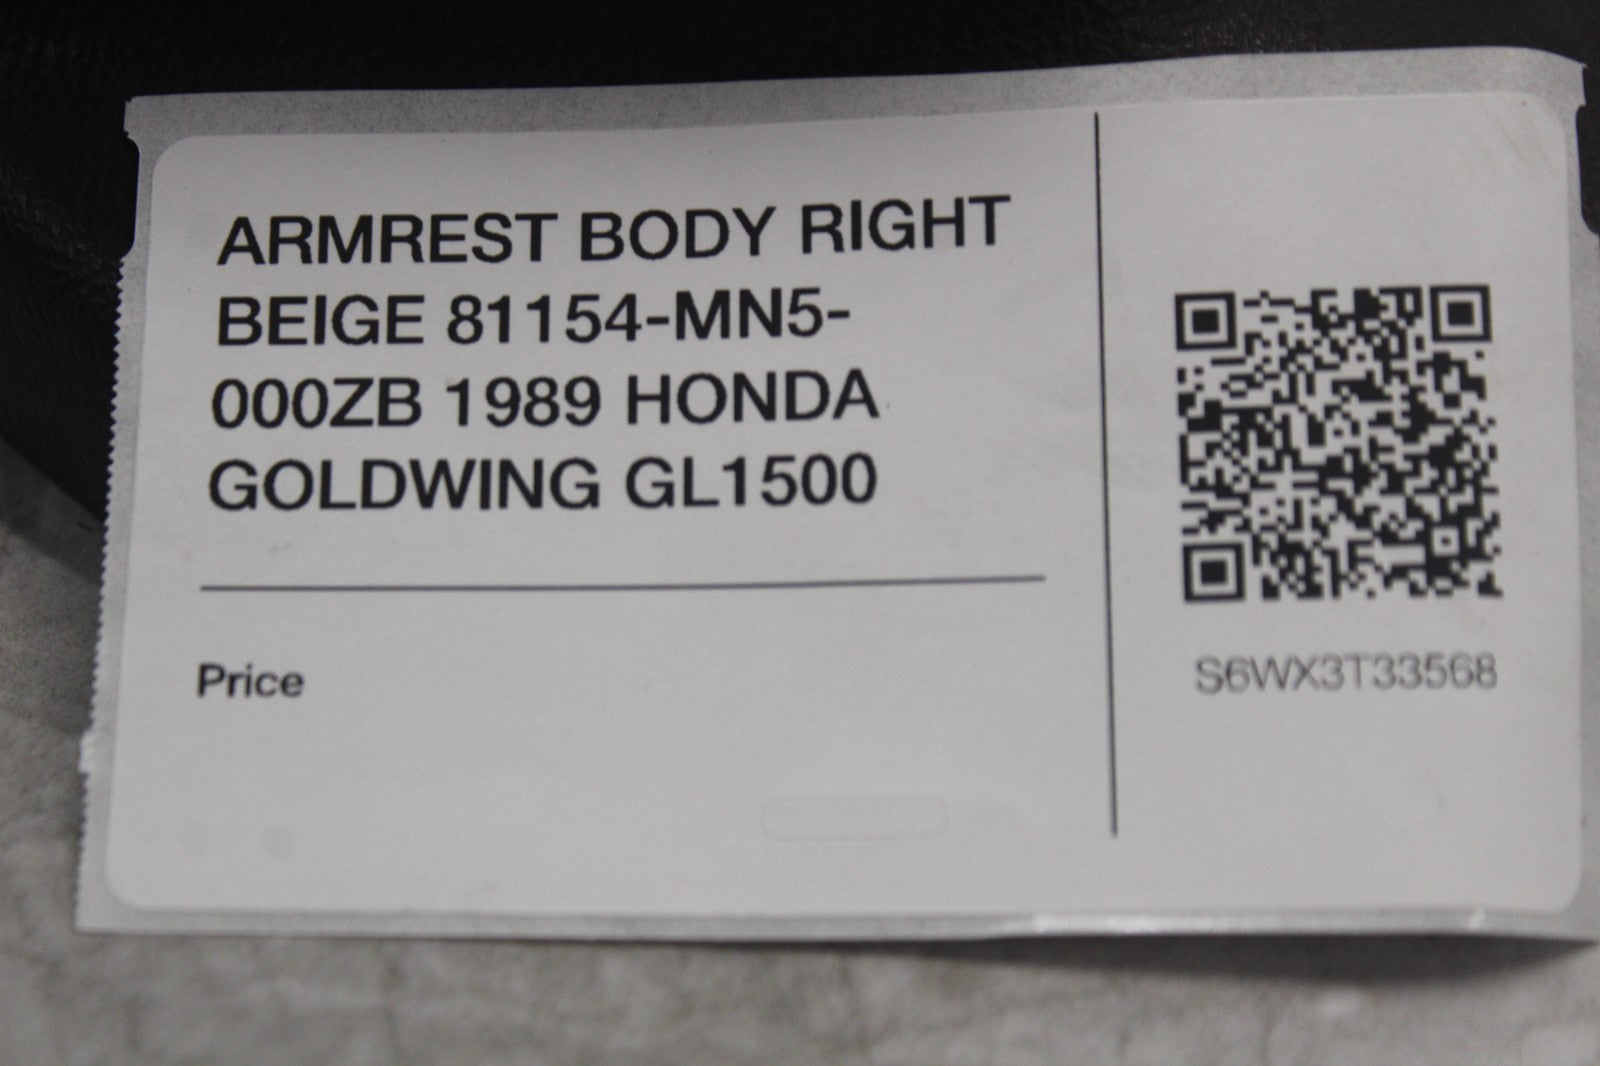 ARMREST BODY RIGHT
BEIGE 81154-MN5-
000ZB 1989 HONDA
GOLDWING GL1500
Price
S6WX3T33568